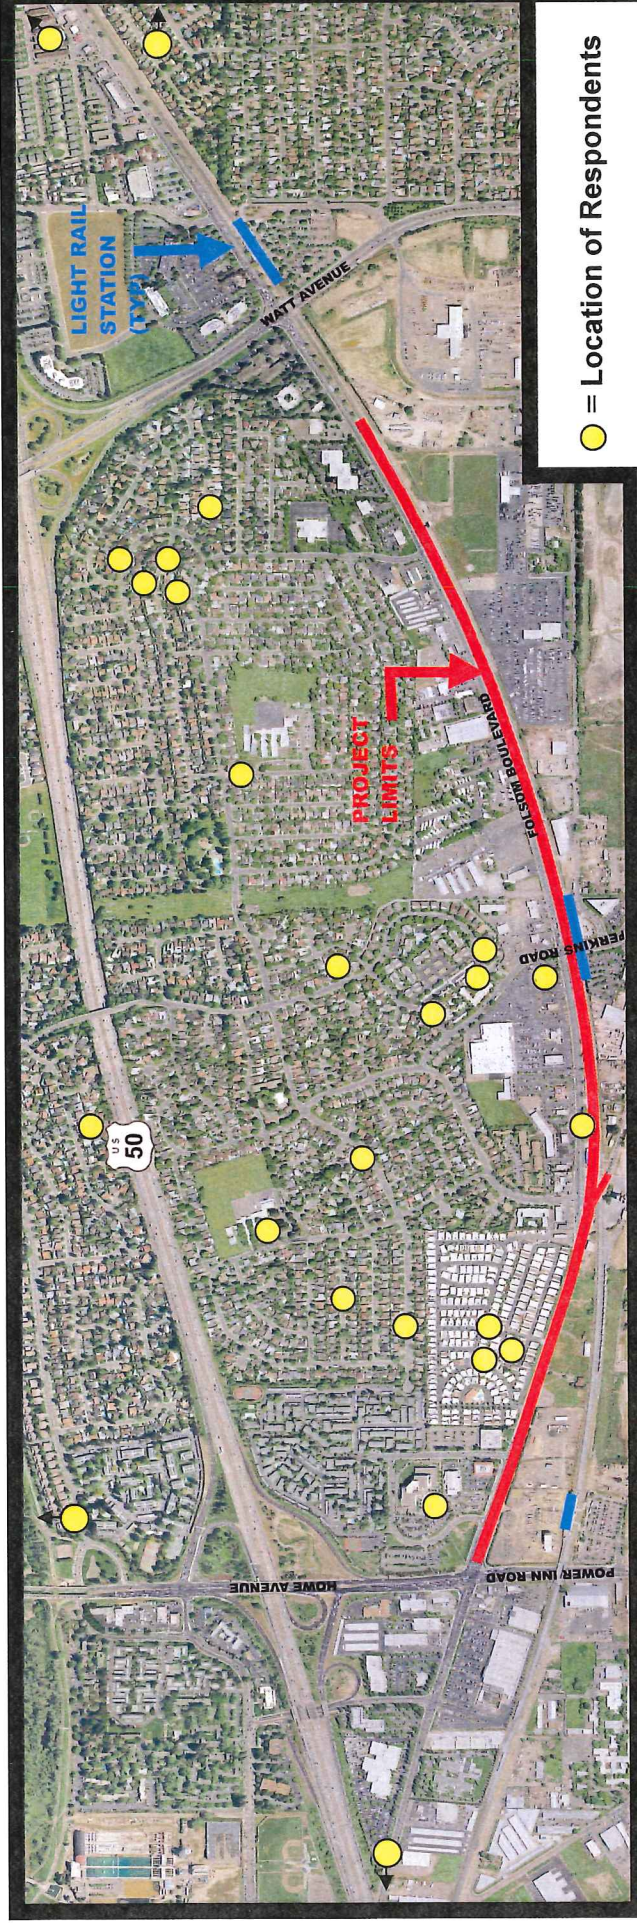 LIGHT RAIL
STATION
(TYP)
WATT AVENUE
= Location of Respondents
PROJECT
LIMITS
FOLSOM BOULEVARD
PERKINS ROAD
US
50
HOWE AVENUE
POWER INN ROAD